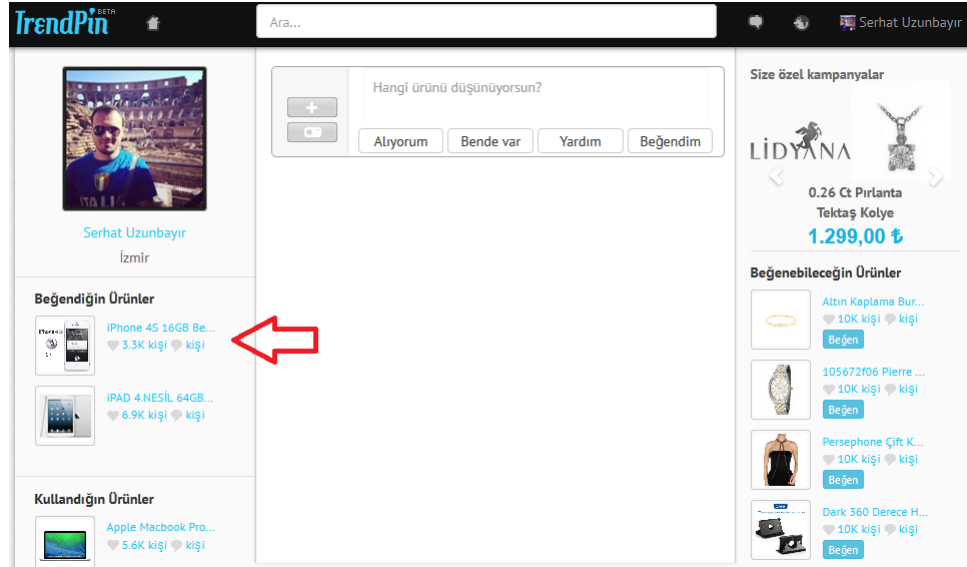 TrendPin BETA
Ara...
Serhat Uzunbayır
Serhat Uzunbayır
İzmir
Beğendiğin Ürünler
iPhone 4S 16GB Be...
3.3K kişi kişi
iPAD 4.NESİL 64GB...
6.9K kişi kişi
Kullandığın Ürünler
Apple Macbook Pro...
5.6K kişi kişi
Hangi ürünü düşünüyorsun?
Alıyorum
Bende var
Yardım
Beğendim
Size özel kampanyalar
LİDYANA
0.26 Ct Pırlanta
Tektaş Kolye
1.299,00 ₺
Beğenebileceğin Ürünler
Altın Kaplama Bur...
10K kişi kişi
Beğen
105672f06 Pierre ...
10K kişi kişi
Beğen
Persephone Çift K...
10K kişi kişi
Beğen
Dark 360 Derece H...
10K kişi kişi
Beğen